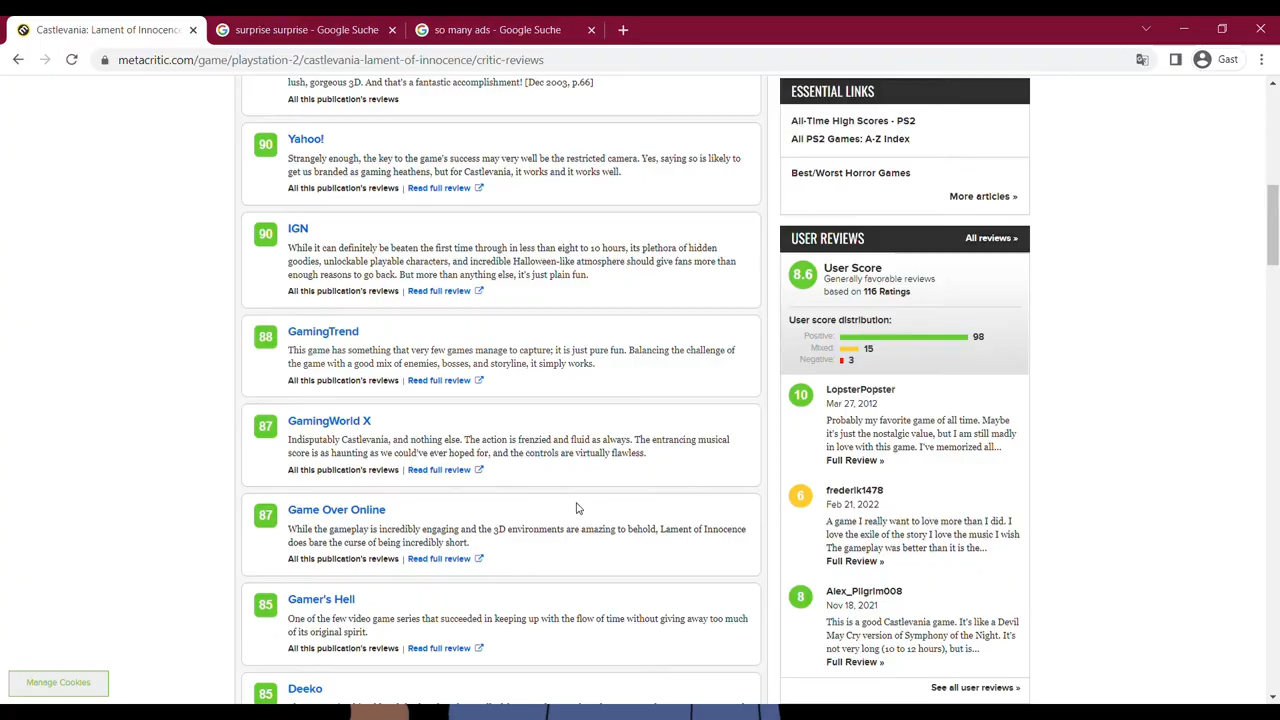 Castlevania: Lament of Innocence
surprise surprise - Google Suche
so many ads - Google Suche
metacritic.com/game/playstation-2/castlevania-lament-of-innocence/critic-reviews
Gast
lush, gorgeous 3D. And that's a fantastic accomplishment! [Dec 2003, p.66]
All this publication's reviews
90
Yahoo!
Strangely enough, the key to the game's success may very well be the restricted camera. Yes, saying so is likely to
get us branded as gaming heathens, but for Castlevania, it works and it works well.
All this publication's reviews | Read full review
90
IGN
While it can definitely be beaten the first time through in less than eight to 10 hours, its plethora of hidden
goodies, unlockable playable characters, and incredible Halloween-like atmosphere should give fans more than
enough reasons to go back. But more than anything else, it's just plain fun.
All this publication's reviews | Read full review
88
GamingTrend
This game has something that very few games manage to capture; it is just pure fun. Balancing the challenge of
the game with a good mix of enemies, bosses, and storyline, it simply works.
All this publication's reviews | Read full review
87
GamingWorld X
Indisputably Castlevania, and nothing else. The action is frenzied and fluid as always. The entrancing musical
score is as haunting as we could've ever hoped for, and the controls are virtually flawless.
All this publication's reviews | Read full review
87
Game Over Online
While the gameplay is incredibly engaging and the 3D environments are amazing to behold, Lament of Innocence
does bare the curse of being incredibly short.
All this publication's reviews | Read full review
85
Gamer's Hell
One of the few video game series that succeeded in keeping up with the flow of time without giving away too much
of its original spirit.
All this publication's reviews | Read full review
85
Deeko
ESSENTIAL LINKS
All-Time High Scores - PS2
All PS2 Games: A-Z Index
Best/Worst Horror Games
More articles »
USER REVIEWS
All reviews »
8.6
User Score
Generally favorable reviews
based on 116 Ratings
User score distribution:
Positive: 98
Mixed: 15
Negative: 3
10
LopsterPopster
Mar 27, 2012
Probably my favorite game of all time. Maybe
it's just the nostalgic value, but I am still madly
in love with this game. I've memorized all...
Full Review »
6
frederik1478
Feb 21, 2022
A game I really want to love more than I did. I
love the exile of the story I love the music I wish
The gameplay was better than it is the...
Full Review »
8
Alex_Pilgrim008
Nov 18, 2021
This is a good Castlevania game. It's like a Devil
May Cry version of Symphony of the Night. It's
not very long (10 to 12 hours), but is...
Full Review »
See all user reviews »
Manage Cookies